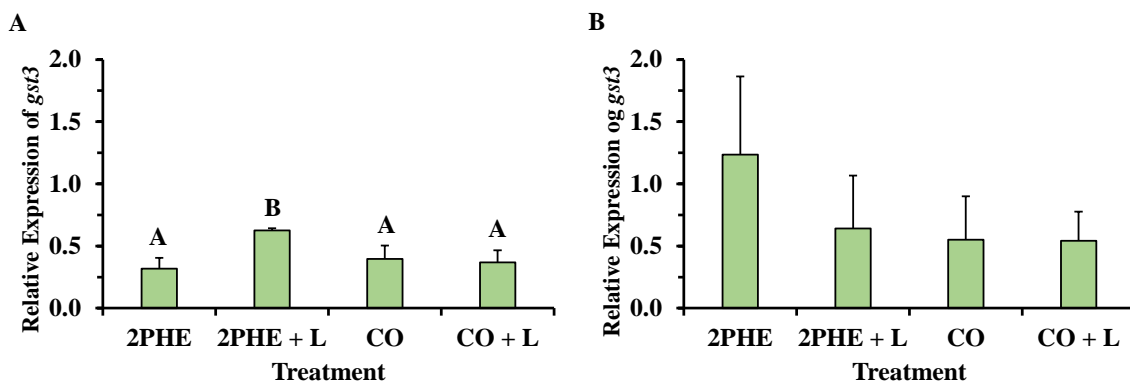 A
Relative Expression of gst3
2.0
1.5
1.0
0.5
0.0
A
B
A
A
2PHE
2PHE + L
CO
CO + L
Treatment
B
Relative Expression og gst3
2.0
1.5
1.0
0.5
0.0
2PHE
2PHE + L
CO
CO + L
Treatment